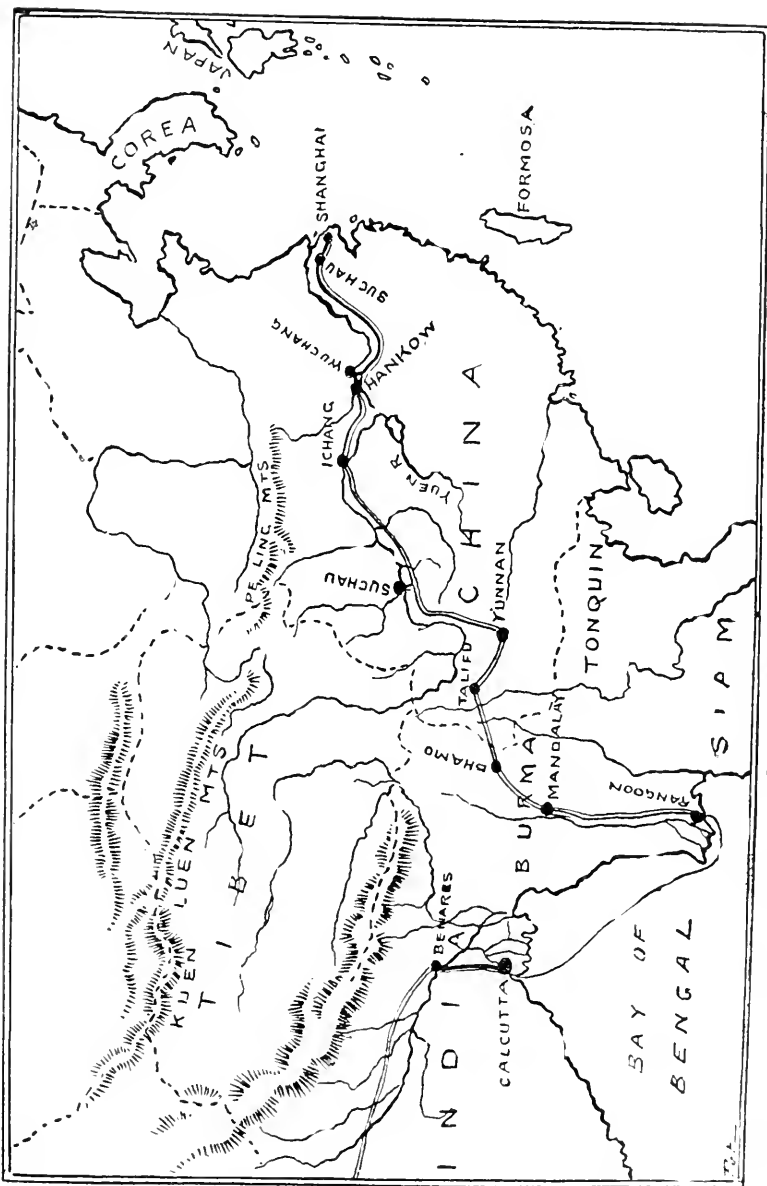 JAPAN
COREA
SHANGHAI
SUCHAU
FORMOSA
WUCHANG
HANKOW
ICHANG
YUEN R
PE LING MTS
CHINA
SUCHAU
YUNNAN
TALIFU
TONQUIN
KUEN LUEN MTS
TIBET
BHAMO
MANDALAY
BURMA
SIAM
RANGOON
BENARES
INDIA
CALCUTTA
BAY OF
BENGAL